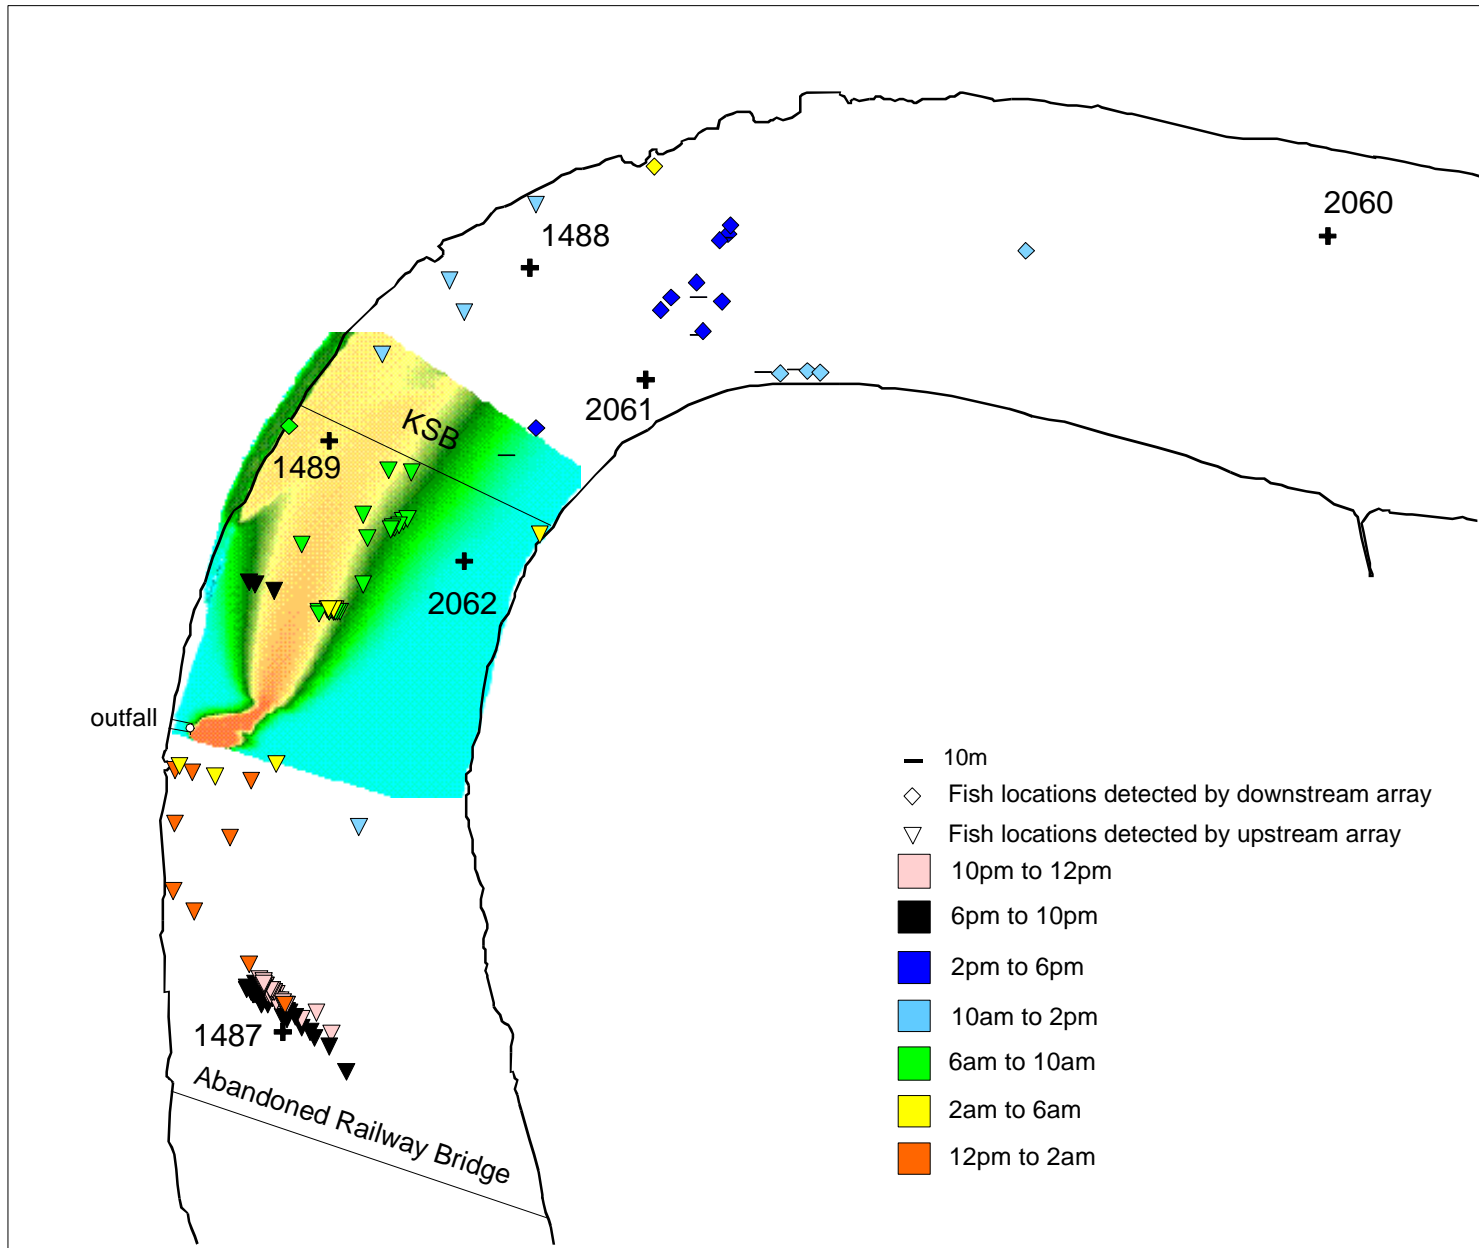 2060
1488
2061
KSB
1489
2062
outfall
10m
Fish locations detected by downstream array
Fish locations detected by upstream array
10pm to 12pm
6pm to 10pm
2pm to 6pm
10am to 2pm
6am to 10am
2am to 6am
12pm to 2am
1487
Abandoned Railway Bridge